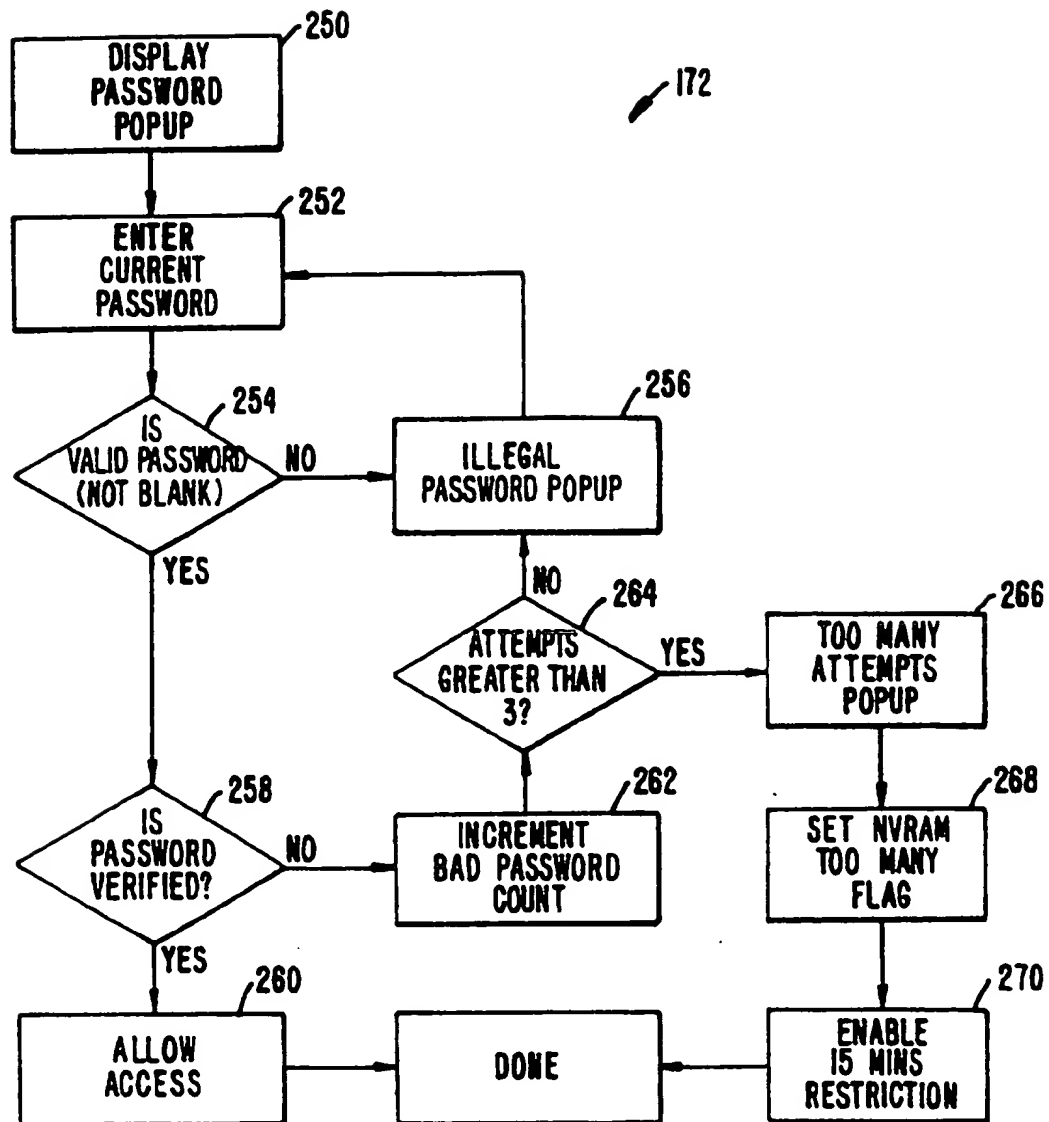 250
DISPLAY
PASSWORD
POPUP
172
252
ENTER
CURRENT
PASSWORD
254
IS
VALID PASSWORD
(NOT BLANK)
NO
YES
256
ILLEGAL
PASSWORD POPUP
NO
264
ATTEMPTS
GREATER THAN
3?
YES
266
TOO MANY
ATTEMPTS
POPUP
258
IS
PASSWORD
VERIFIED?
NO
YES
262
INCREMENT
BAD PASSWORD
COUNT
268
SET NVRAM
TOO MANY
FLAG
260
ALLOW
ACCESS
DONE
270
ENABLE
15 MINS
RESTRICTION